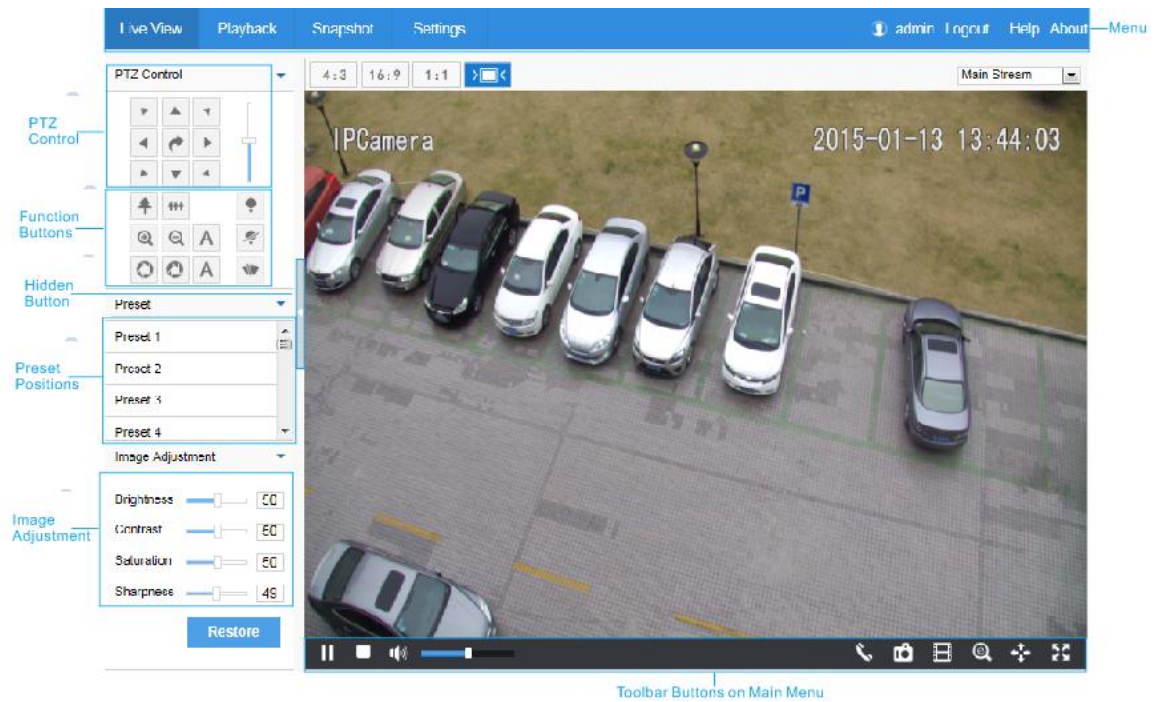 Live View Playback Snapshot Settings admin Logout Help About
Menu
PTZ Control
4:3 16:9 1:1
Main Stream
PTZ
Control
IPCamera
2015-01-13 13:44:03
P
Function
Buttons
A
A
Hidden
Button
Preset
Preset 1
Preset 2
Preset 3
Preset 4
Preset
Positions
Image Adjustment
Brightness 50
Contrast 50
Saturation 50
Sharpness 49
Image
Adjustment
Restore
Toolbar Buttons on Main Menu